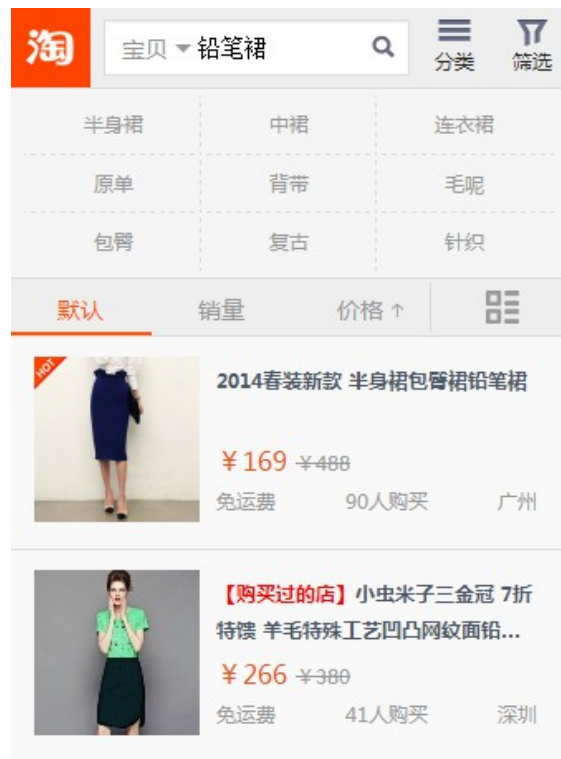 淘 宝贝 铅笔裙 分类 筛选
半身裙 中裙 连衣裙
原单 背带 毛呢
包臀 复古 针织
默认 销量 价格↑
HOT
2014春装新款 半身裙包臀裙铅笔裙
¥169 ¥488
免运费 90人购买 广州
【购买过的店】小虫米子三金冠 7折
特馈 羊毛特殊工艺凹凸网纹面铅...
¥266 ¥380
免运费 41人购买 深圳